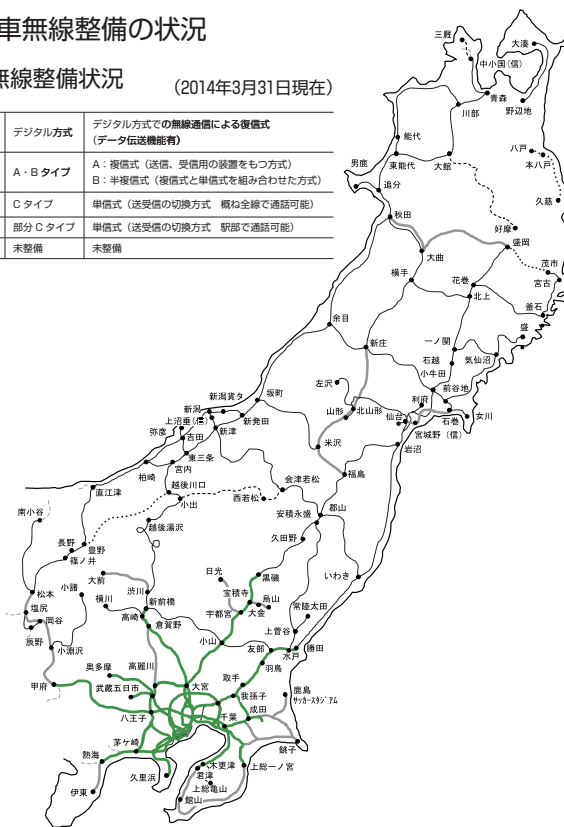 車無線整備の状況
無線整備状況
(2014年3月31日現在)
デジタル方式
デジタル方式での無線通信による復信式
(データ伝送機能有)
A・Bタイプ
A:複信式(送信、受信用の装置をもつ方式)
B:半複信式(複信式と単信式を組み合わせた方式)
Cタイプ
単信式(送受信の切換方式 概ね全線で通話可能)
部分Cタイプ
単信式(送受信の切換方式 駅部で通話可能)
未整備
未整備
三厩
大湊
中小国(信)
青森
野辺地
川部
能代
八戸
本八戸
男鹿
東能代
大館
追分
久慈
秋田
好摩
盛岡
大曲
茂市
宮古
横手
花巻
北上
釜石
余目
盛
新庄
一ノ関
気仙沼
石越
小牛田
左沢
前谷地
新潟貨タ
坂町
利府
新潟
山形
北山形
仙台
石巻
女川
上沼垂(信)
新発田
宮城野(信)
弥彦
吉田
新津
米沢
岩沼
東三条
宮内
柏崎
福島
会津若松
越後川口
直江津
小出
西若松
南小谷
安積永盛
郡山
越後湯沢
久田野
長野
豊野
篠ノ井
日光
黒磯
大前
いわき
小諸
渋川
宝積寺
烏山
松本
横川
新前橋
宇都宮
大金
常陸太田
塩尻
高崎
倉賀野
岡谷
上菅谷
小山
友部
水戸
勝田
辰野
小淵沢
羽鳥
奥多摩
高麗川
取手
甲府
大宮
鹿島
サッカースタジアム
武蔵五日市
我孫子
成田
八王子
千葉
茅ケ崎
銚子
熱海
木更津
上総一ノ宮
久里浜
君津
上総亀山
伊東
館山